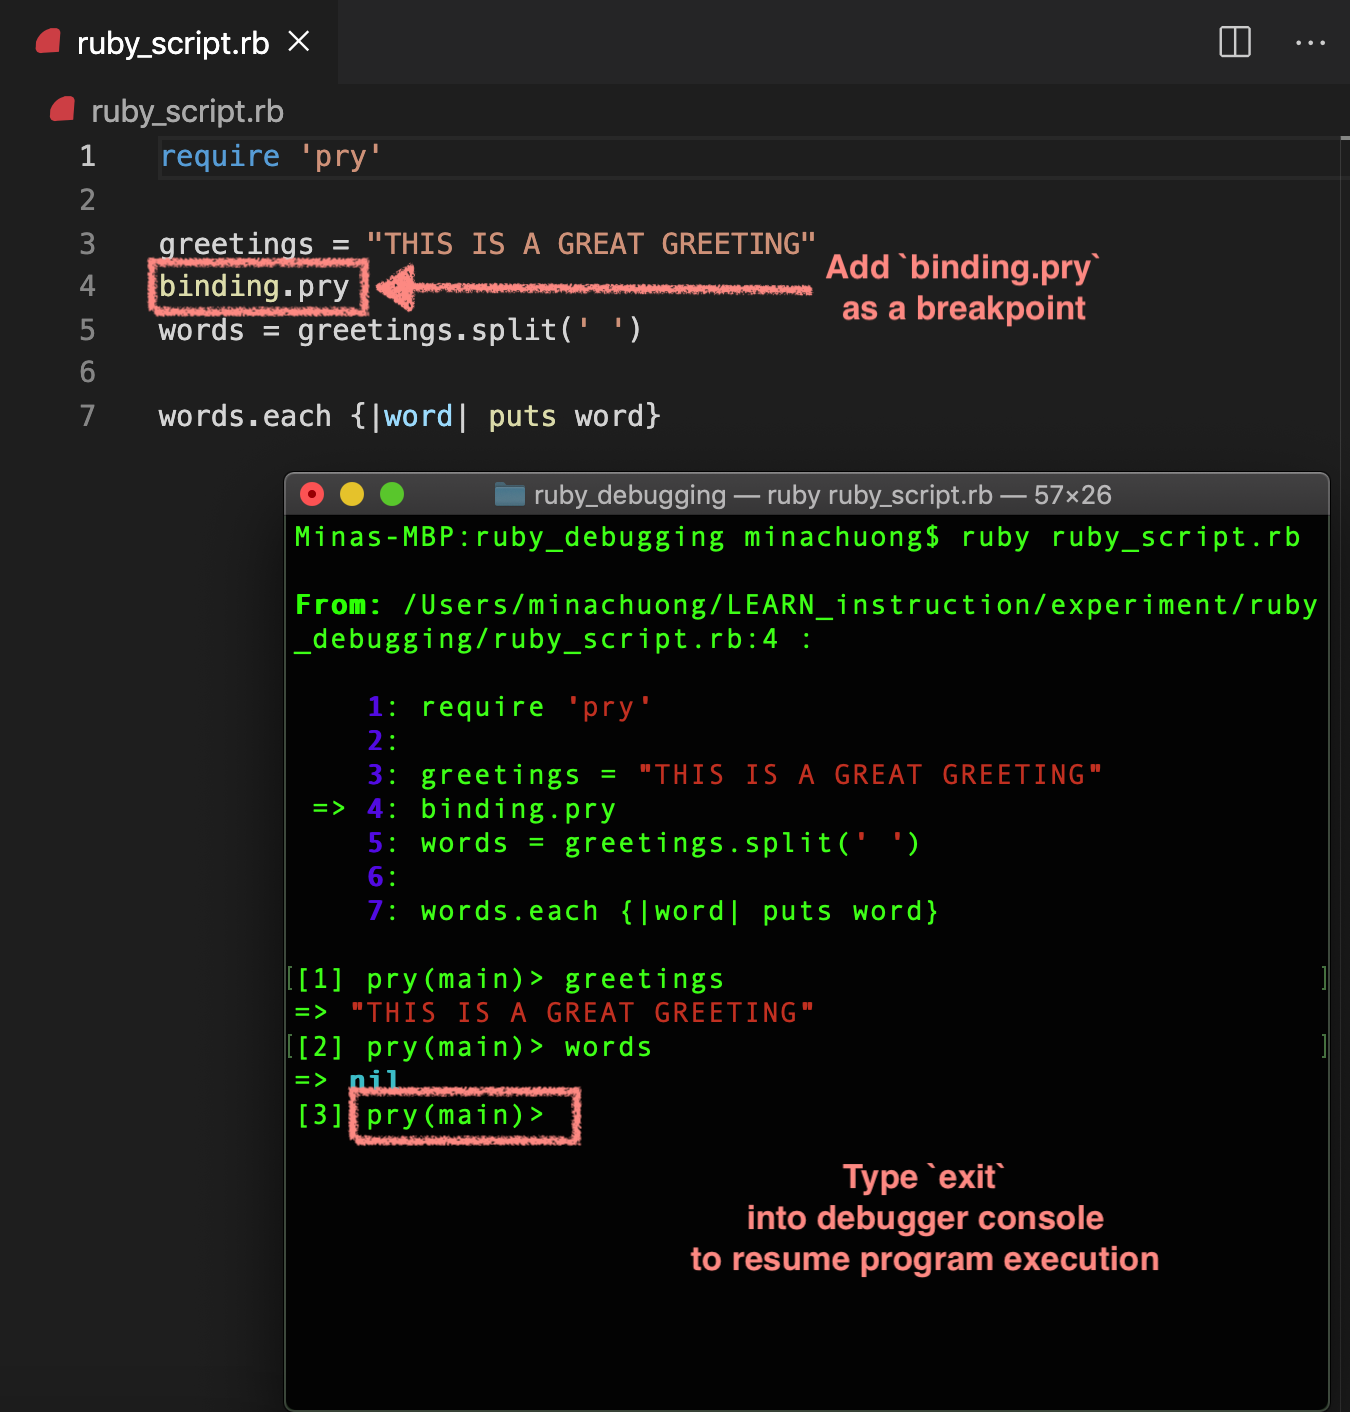 ruby_script.rb
ruby_script.rb
1 require 'pry'
2
3 greetings = "THIS IS A GREAT GREETING"
4 binding.pry
5 words = greetings.split(' ')
6
7 words.each {|word| puts word}
Add `binding.pry`
as a breakpoint
ruby_debugging — ruby ruby_script.rb — 57×26
Minas-MBP:ruby_debugging minachuong$ ruby ruby_script.rb
From: /Users/minachuong/LEARN_instruction/experiment/ruby
_debugging/ruby_script.rb:4 :
1: require 'pry'
2:
3: greetings = "THIS IS A GREAT GREETING"
=> 4: binding.pry
5: words = greetings.split(' ')
6:
7: words.each {|word| puts word}
[[1] pry(main)> greetings ]
=> "THIS IS A GREAT GREETING"
[[2] pry(main)> words ]
=> nil
[3] pry(main)>
Type `exit`
into debugger console
to resume program execution